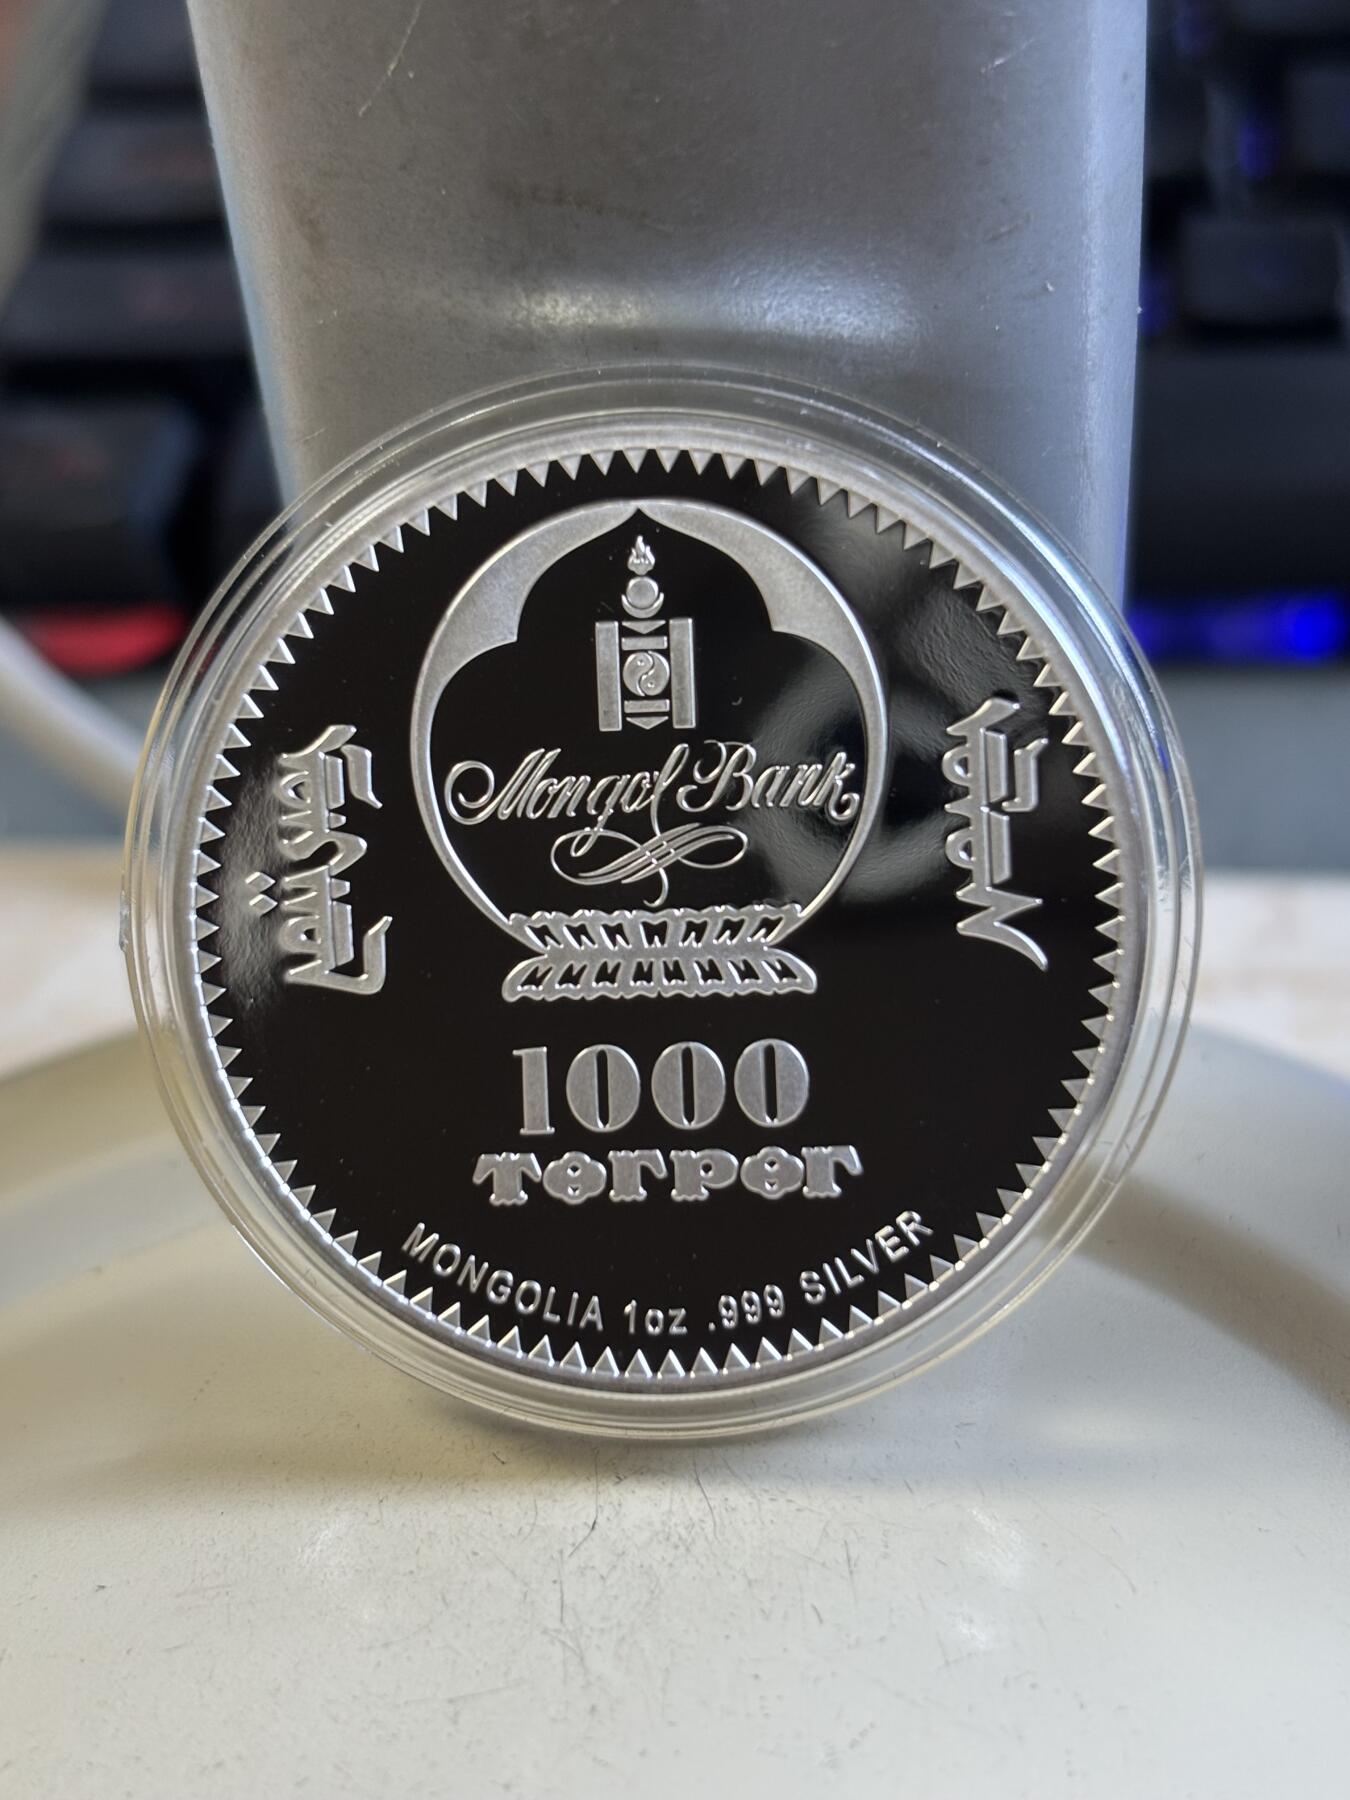 Mongol Bank
1000
төгрөг
MONGOLIA 1oz .999 SILVER